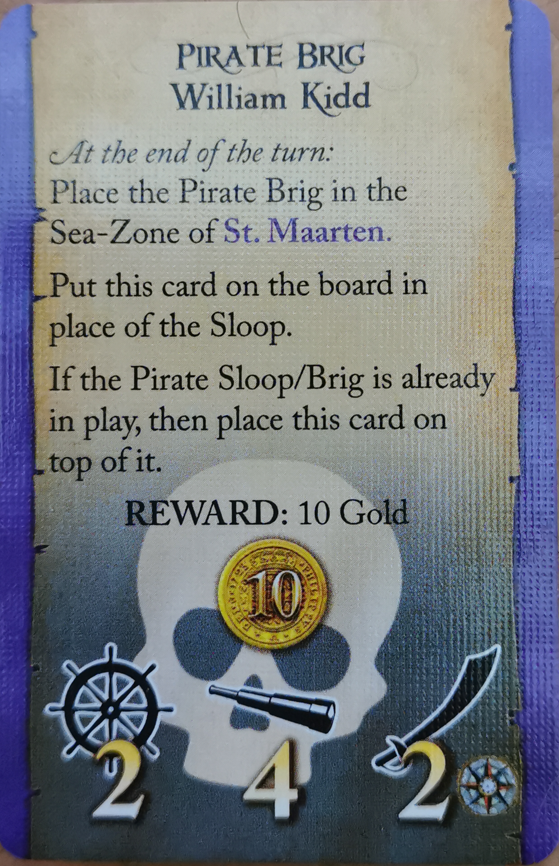 PIRATE BRIG
William Kidd
At the end of the turn:
Place the Pirate Brig in the
Sea-Zone of St. Maarten.
Put this card on the board in
place of the Sloop.
If the Pirate Sloop/Brig is already
in play, then place this card on
top of it.
REWARD: 10 Gold
10
2 4 2